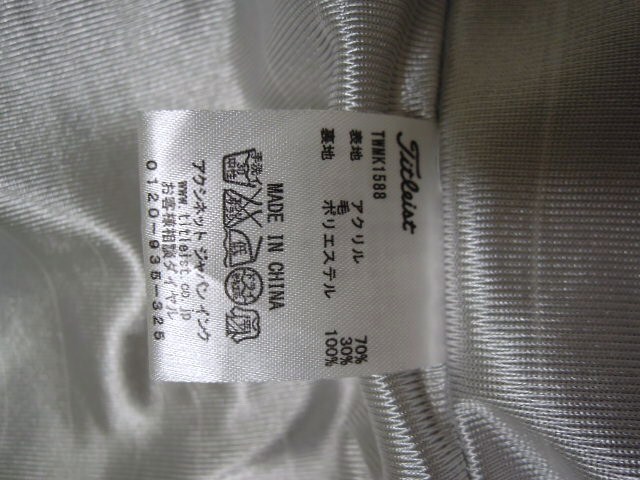 Titleist
TWMK1588
表地 アクリル 70%
毛 30%
裏地 ポリエステル 100%
MADE IN CHINA
アクシネット・ジャパン・インク
www.titleist.co.jp
お客様相談ダイヤル
0120-935-325